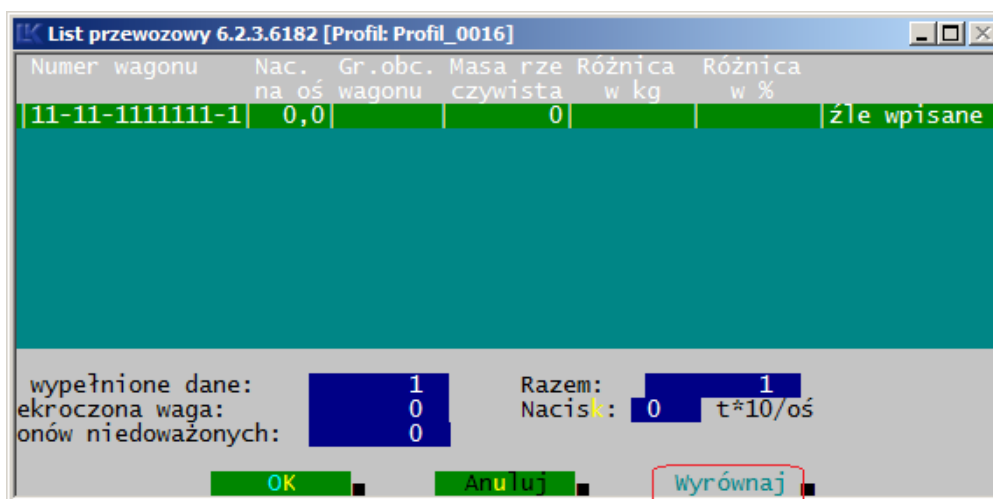 List przewozowy 6.2.3.6182 [Profil: Profil_0016]
Numer wagonu Nac. Gr.obc. Masa rze Różnica Różnica
na oś wagonu czywista w kg w %
|11-11-1111111-1| 0,0| | 0| | |źle wpisane
wypełnione dane: 1 Razem: 1
ekroczona waga: 0 Nacisk: 0 t*10/oś
onów niedoważonych: 0
OK Anuluj Wyrównaj